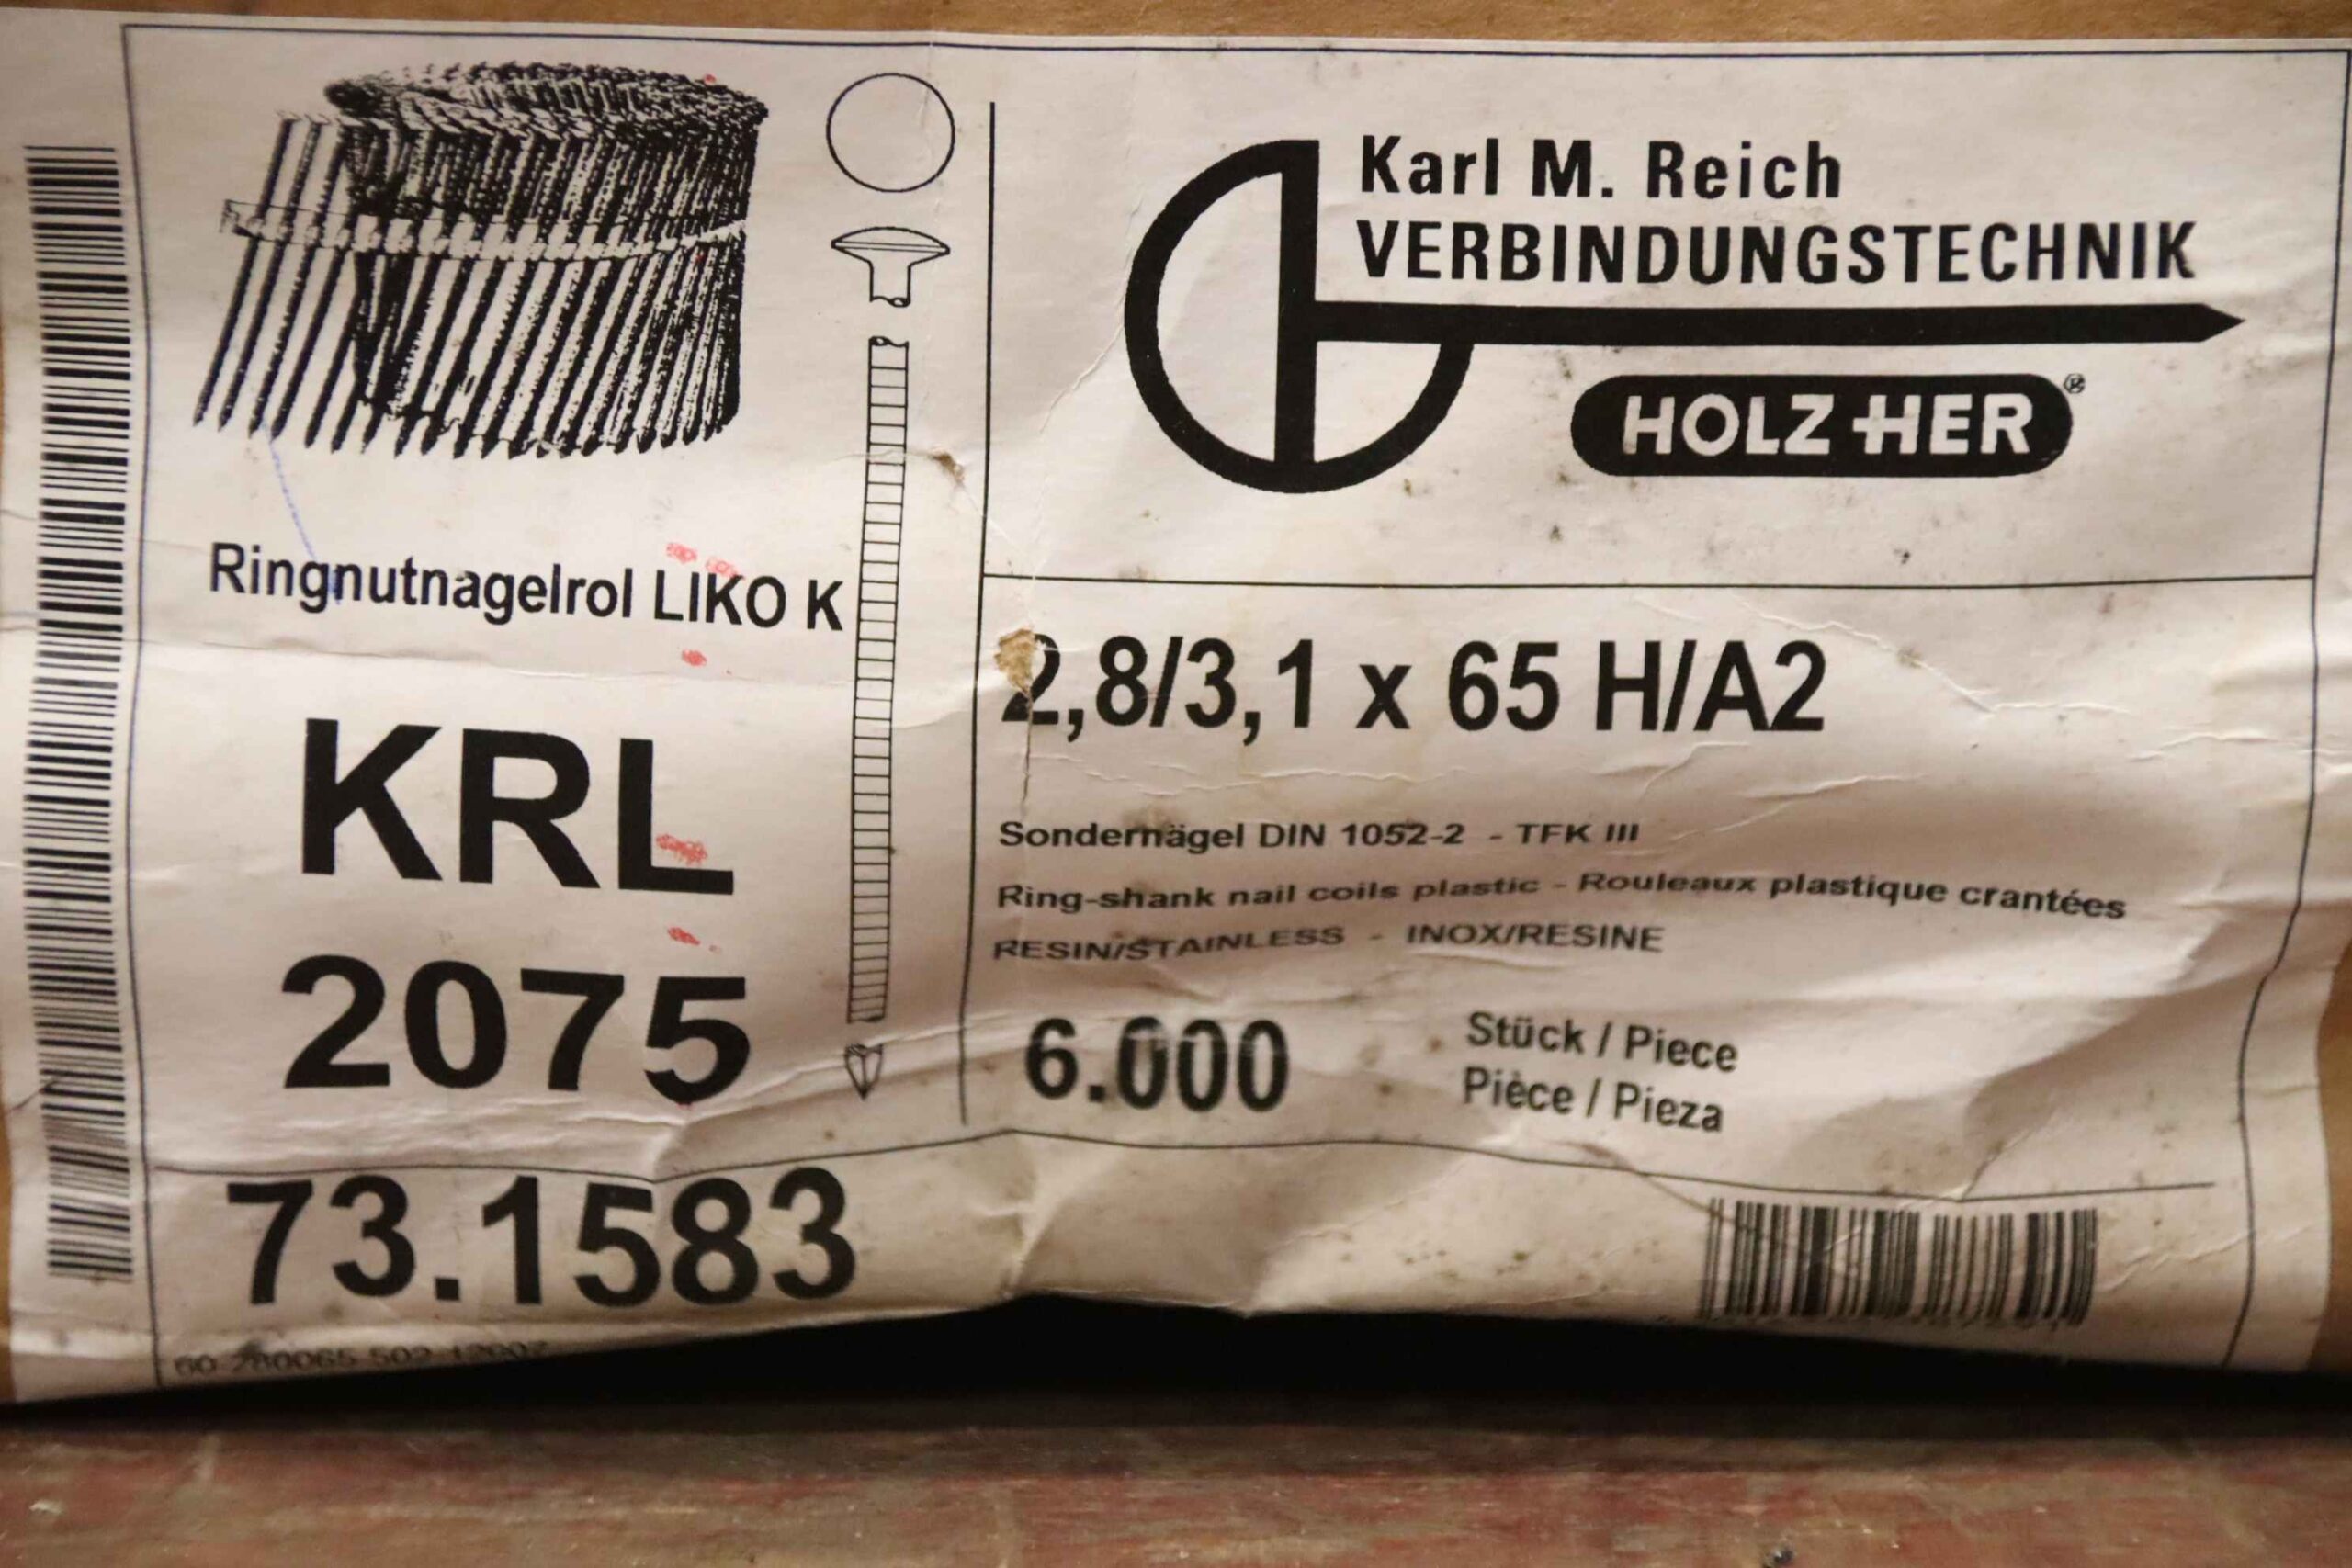 Ringnutnagelrol LIKO K
KRL
2075
73.1583
Karl M. Reich
VERBINDUNGSTECHNIK
HOLZ-HER®
2,8/3,1 x 65 H/A2
Sondernägel DIN 1052-2 - TFK III
Ring-shank nail coils plastic - Rouleaux plastique crantées
RESIN/STAINLESS - INOX/RESINE
6.000
Stück / Piece
Pièce / Pieza